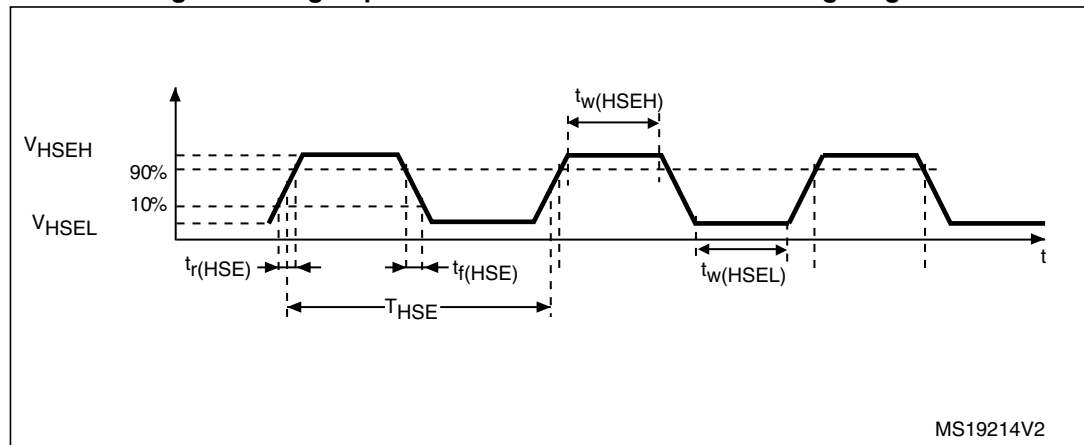 tw(HSEH)
VHSEH
90%
10%
VHSEL
tr(HSE)
tf(HSE)
tw(HSEL)
t
THSE
MS19214V2